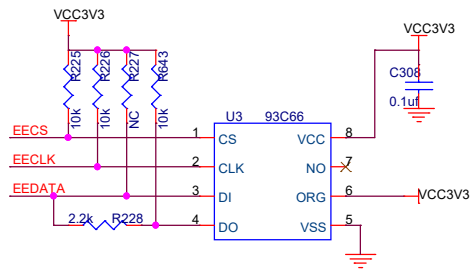 VCC3V3
VCC3V3
R225
R226
R227
R643
10k
10k
NC
10k
C308
0.1uf
U3
93C66
EECS
1
CS
VCC
8
EECLK
2
CLK
NO
7
EEDATA
3
DI
ORG
6
VCC3V3
2.2k
R228
4
DO
VSS
5